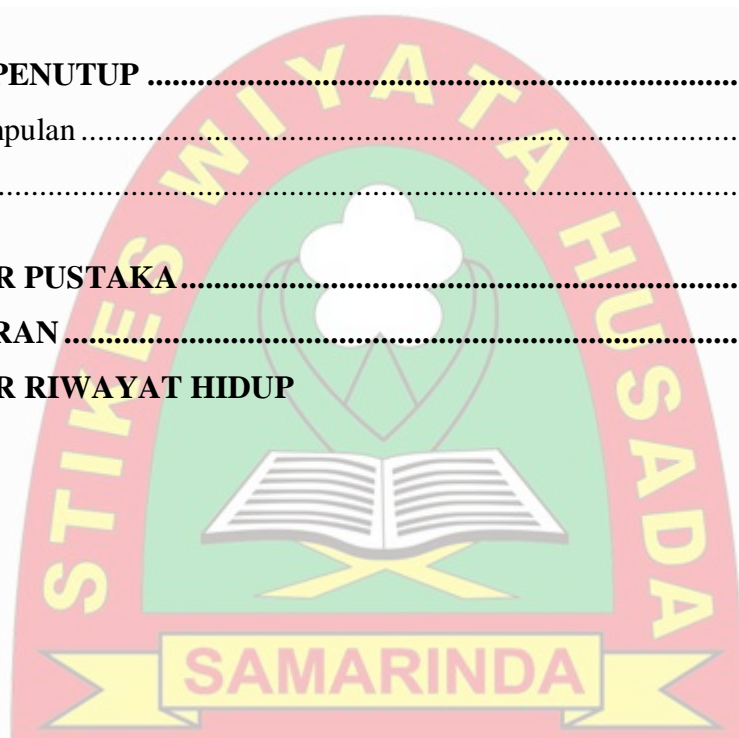 PENUTUP ................................................................................
npulan ................................................................................
................................................................................
R PUSTAKA ................................................................................
RAN ................................................................................
R RIWAYAT HIDUP
STIKES WIYATA HUSADA
SAMARINDA